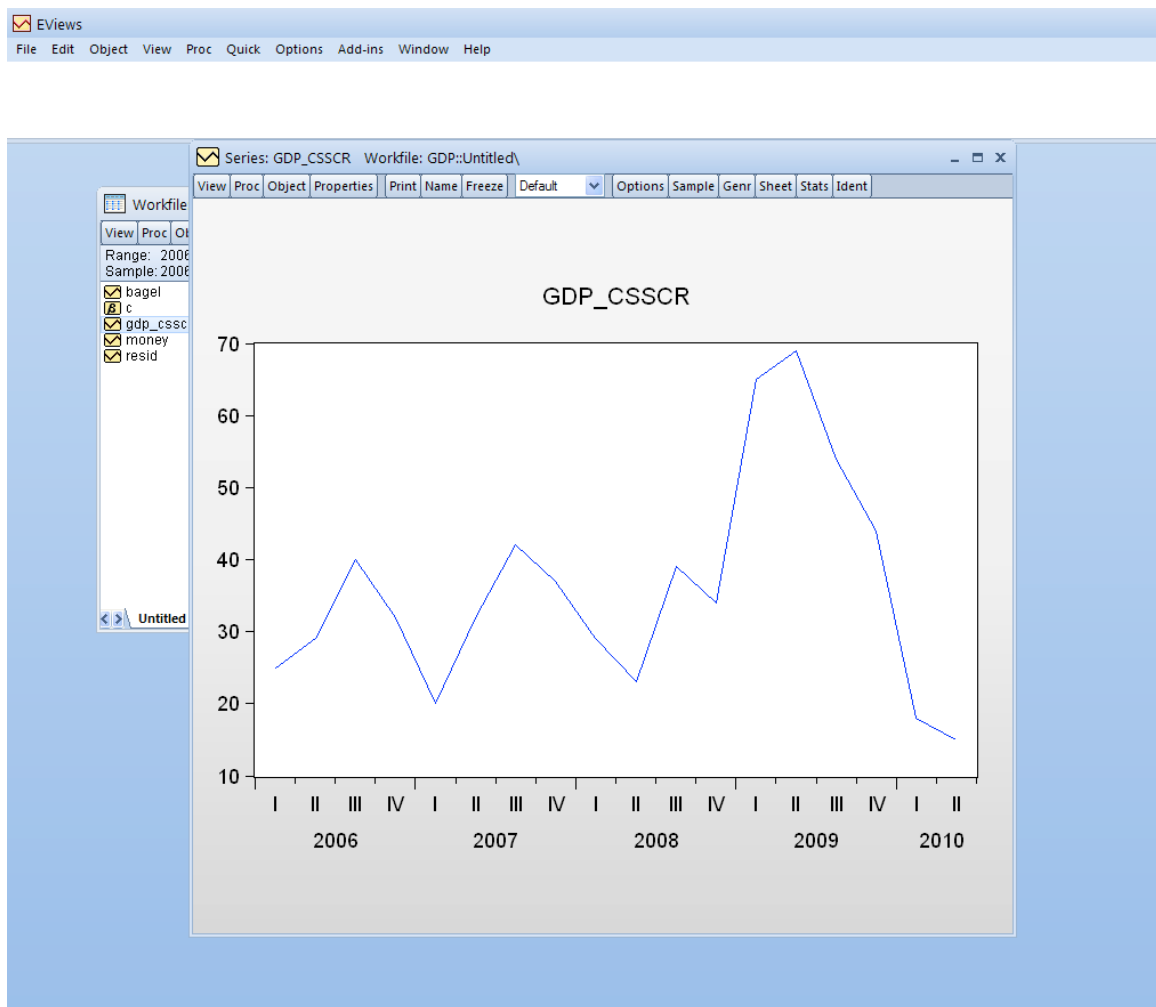 EViews
File Edit Object View Proc Quick Options Add-ins Window Help
Series: GDP_CSSCR Workfile: GDP::Untitled\
View Proc Object Properties Print Name Freeze Default Options Sample Genr Sheet Stats Ident
Workfile
View Proc Ob
Range: 2006
Sample: 2006
bagel
β c
gdp_cssc
money
resid
Untitled
GDP_CSSCR
70
60
50
40
30
20
10
I II III IV I II III IV I II III IV I II III IV I II
2006 2007 2008 2009 2010